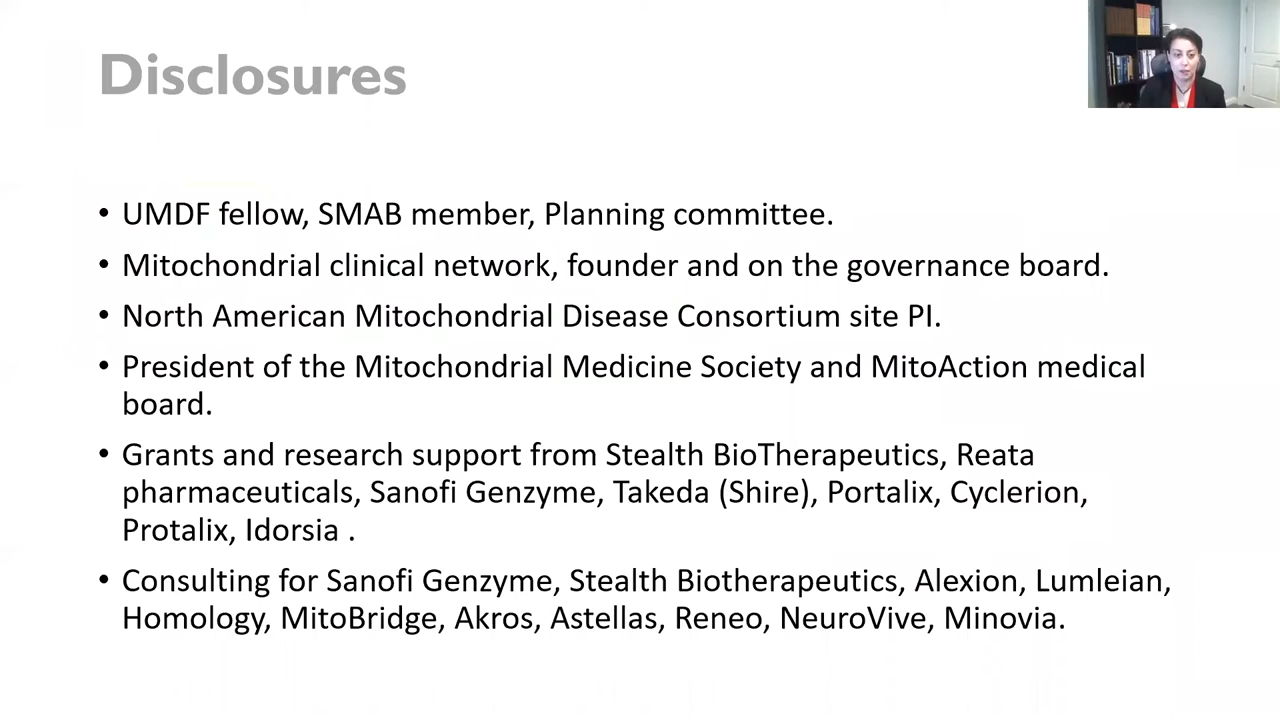 Disclosures
• UMDF fellow, SMAB member, Planning committee.
• Mitochondrial clinical network, founder and on the governance board.
• North American Mitochondrial Disease Consortium site PI.
• President of the Mitochondrial Medicine Society and MitoAction medical
board.
• Grants and research support from Stealth BioTherapeutics, Reata
pharmaceuticals, Sanofi Genzyme, Takeda (Shire), Portalix, Cyclerion,
Protalix, Idorsia .
• Consulting for Sanofi Genzyme, Stealth Biotherapeutics, Alexion, Lumleian,
Homology, MitoBridge, Akros, Astellas, Reneo, NeuroVive, Minovia.